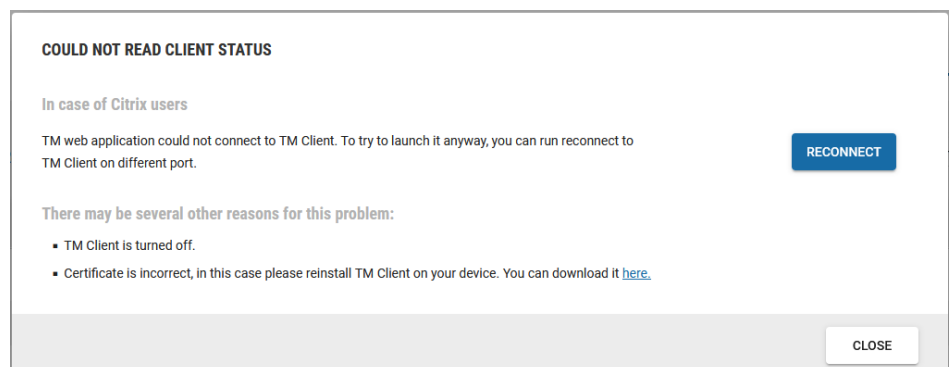 COULD NOT READ CLIENT STATUS
In case of Citrix users
TM web application could not connect to TM Client. To try to launch it anyway, you can run reconnect to
TM Client on different port.
RECONNECT
There may be several other reasons for this problem:
▪ TM Client is turned off.
▪ Certificate is incorrect, in this case please reinstall TM Client on your device. You can download it here.
CLOSE